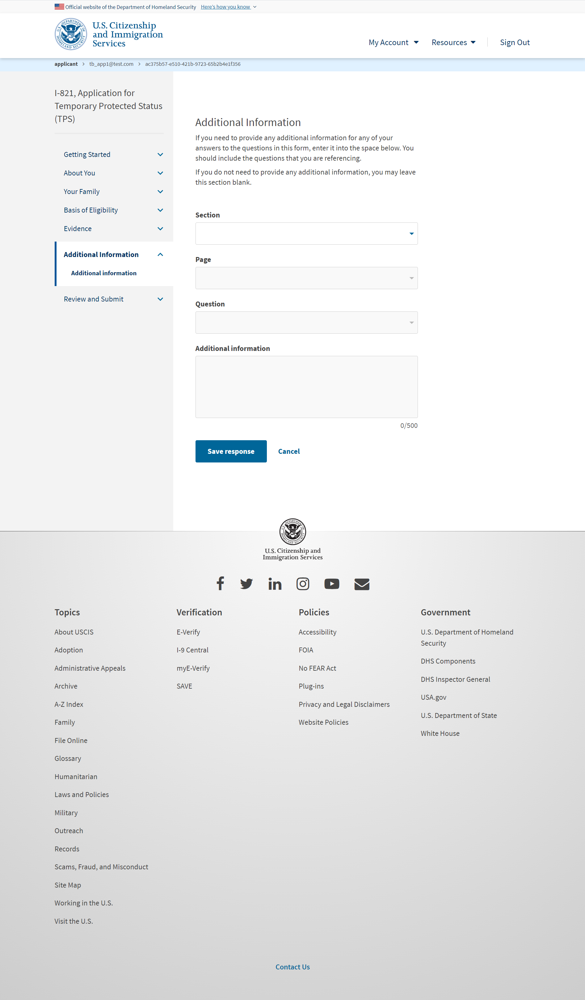 Official website of the Department of Homeland Security Here's how you know
U.S. Citizenship
and Immigration
Services
My Account
Resources
Sign Out
applicant > tb_app1@test.com > ac375b57-e510-421b-9723-65b2b4e1f356
I-821, Application for
Temporary Protected Status
(TPS)
Getting Started
About You
Your Family
Basis of Eligibility
Evidence
Additional Information
Additional information
Review and Submit
Additional Information
If you need to provide any additional information for any of your
answers to the questions in this form, enter it into the space below. You
should include the questions that you are referencing.
If you do not need to provide any additional information, you may leave
this section blank.
Section
Page
Question
Additional information
0/500
Save response
Cancel
U.S. DEPARTMENT OF HOMELAND SECURITY
U.S. Citizenship and
Immigration Services
Topics
About USCIS
Adoption
Administrative Appeals
Archive
A-Z Index
Family
File Online
Glossary
Humanitarian
Laws and Policies
Military
Outreach
Records
Scams, Fraud, and Misconduct
Site Map
Working in the U.S.
Visit the U.S.
Verification
E-Verify
I-9 Central
myE-Verify
SAVE
Policies
Accessibility
FOIA
No FEAR Act
Plug-ins
Privacy and Legal Disclaimers
Website Policies
Government
U.S. Department of Homeland
Security
DHS Components
DHS Inspector General
USA.gov
U.S. Department of State
White House
Contact Us